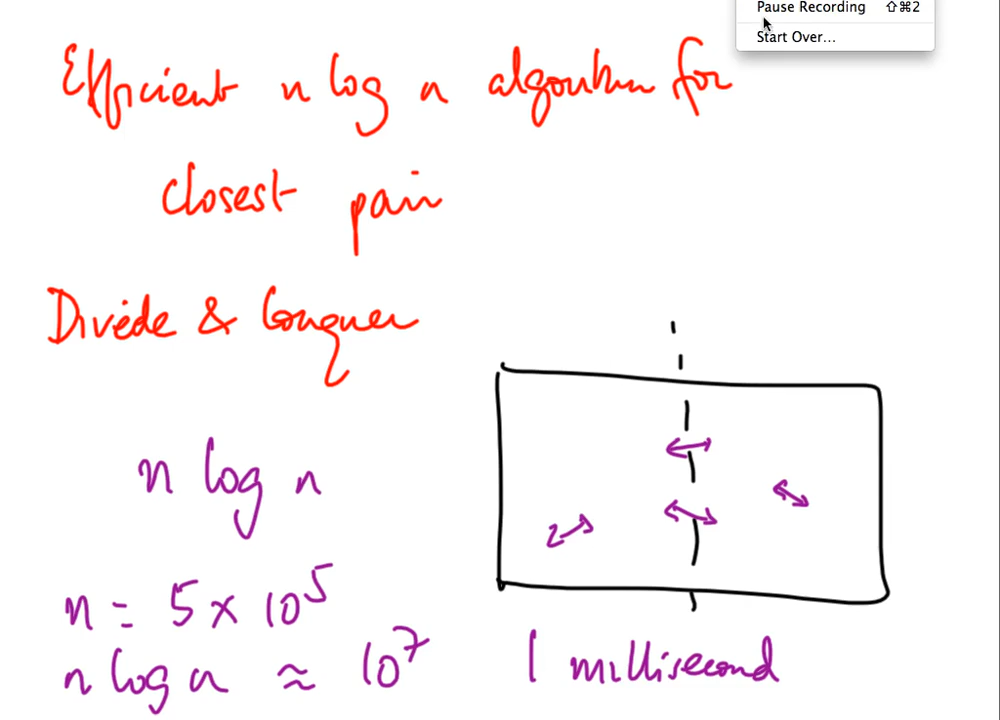 Pause Recording ⇧⌘2
Start Over...
Efficient n log n algorithm for
closest pair
Divide & Conquer
n log n
n = 5 x 10^5
n log n ≈ 10^7 1 millisecond